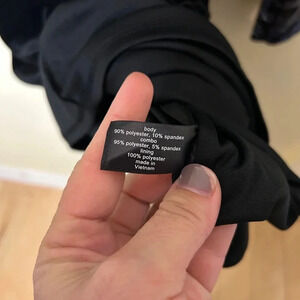 body
90% polyester, 10% spandex
combo
95% polyester, 5% spandex
lining
100% polyester
made in
Vietnam